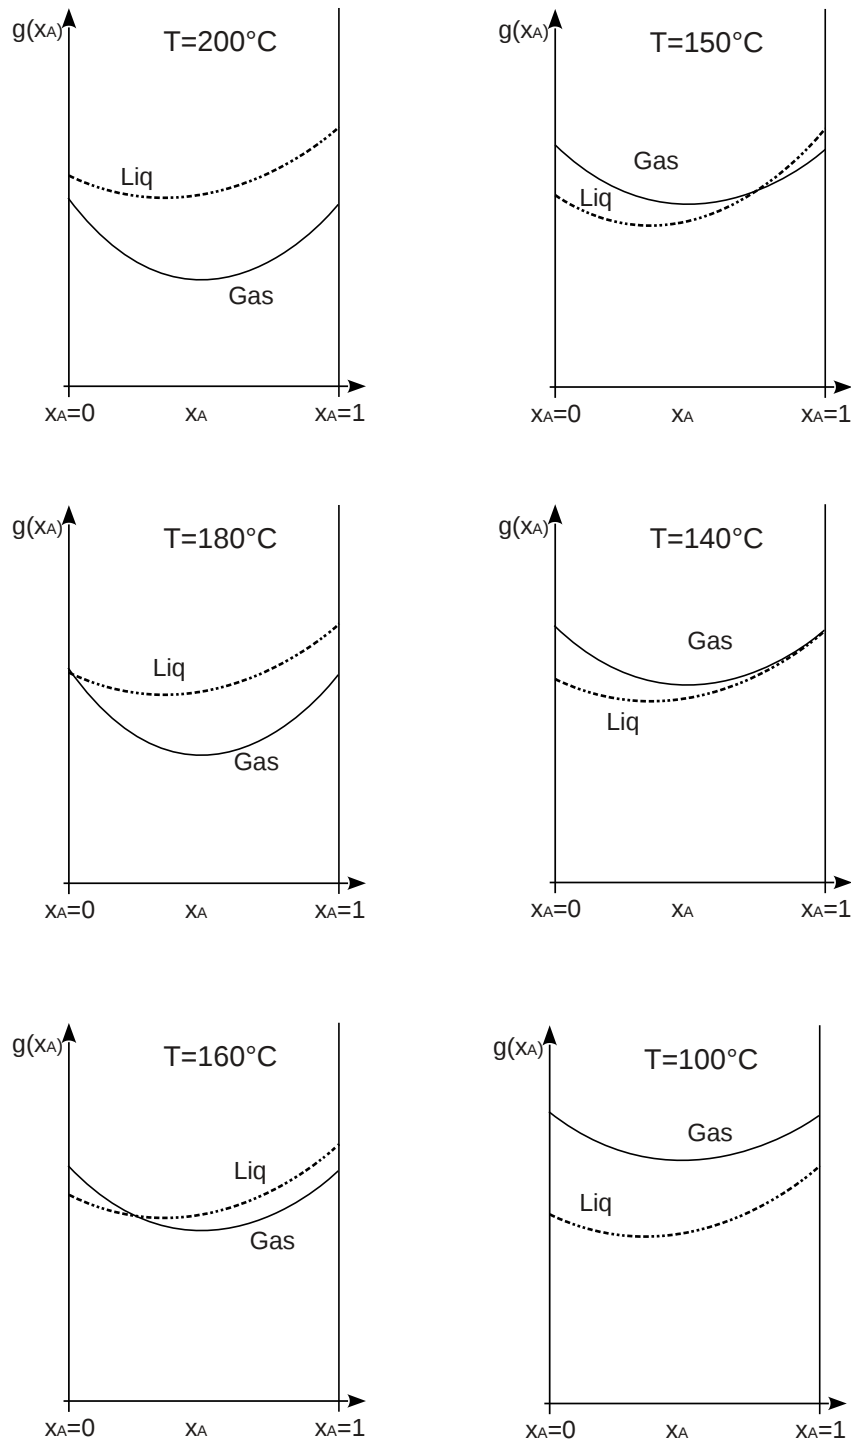 g(xA)
T=200°C
Liq
Gas
xA=0 xA xA=1
g(xA)
T=150°C
Gas
Liq
xA=0 xA xA=1
g(xA)
T=180°C
Liq
Gas
xA=0 xA xA=1
g(xA)
T=140°C
Gas
Liq
xA=0 xA xA=1
g(xA)
T=160°C
Liq
Gas
xA=0 xA xA=1
g(xA)
T=100°C
Gas
Liq
xA=0 xA xA=1